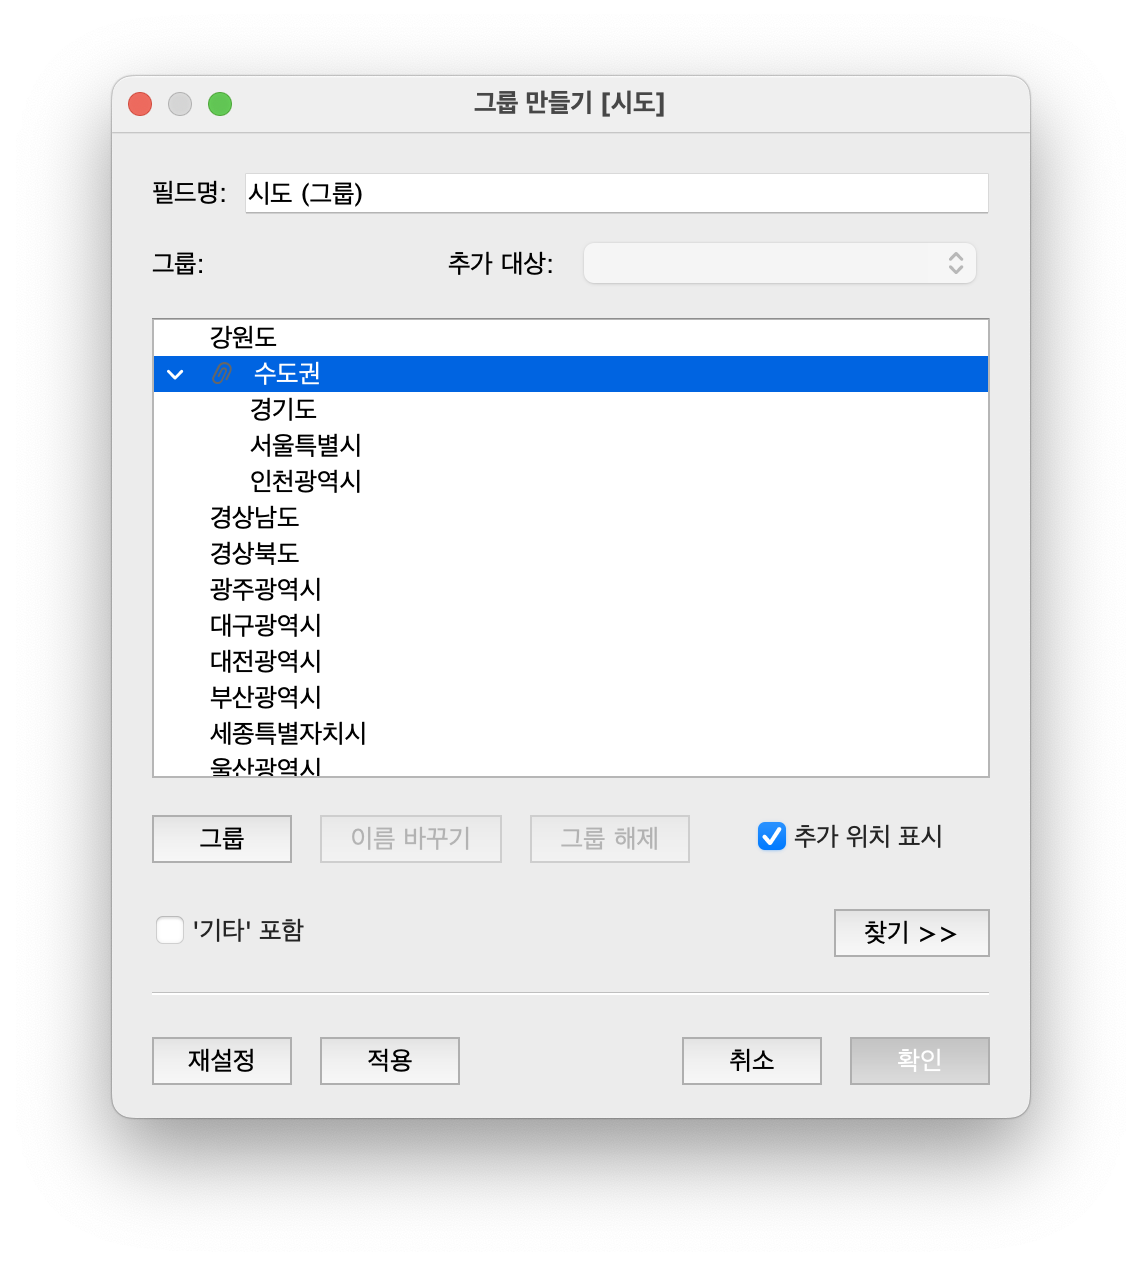 그룹 만들기 [시도]
필드명: 시도 (그룹)
그룹: 추가 대상:
강원도
수도권
경기도
서울특별시
인천광역시
경상남도
경상북도
광주광역시
대구광역시
대전광역시
부산광역시
세종특별자치시
울산광역시
그룹 이름 바꾸기 그룹 해제 추가 위치 표시
'기타' 포함 찾기 >>
재설정 적용 취소 확인